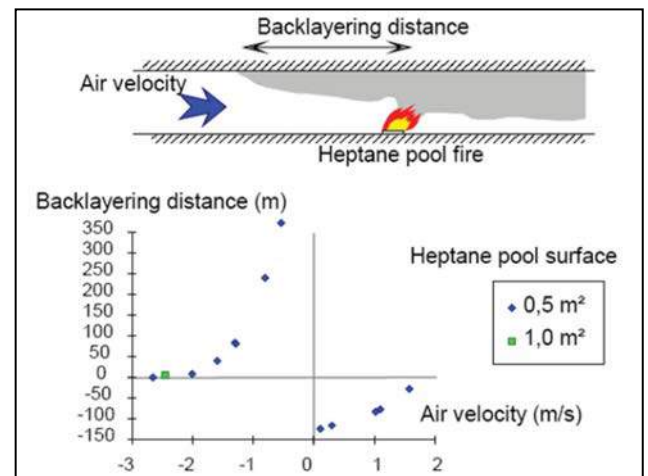 Backlayering distance
Air velocity
Heptane pool fire
Backlayering distance (m)
350
300
250
200
150
100
50
0
-50
-100
-150
-3 -2 -1 0 1 2
Air velocity (m/s)
Heptane pool surface
0,5 m²
1,0 m²